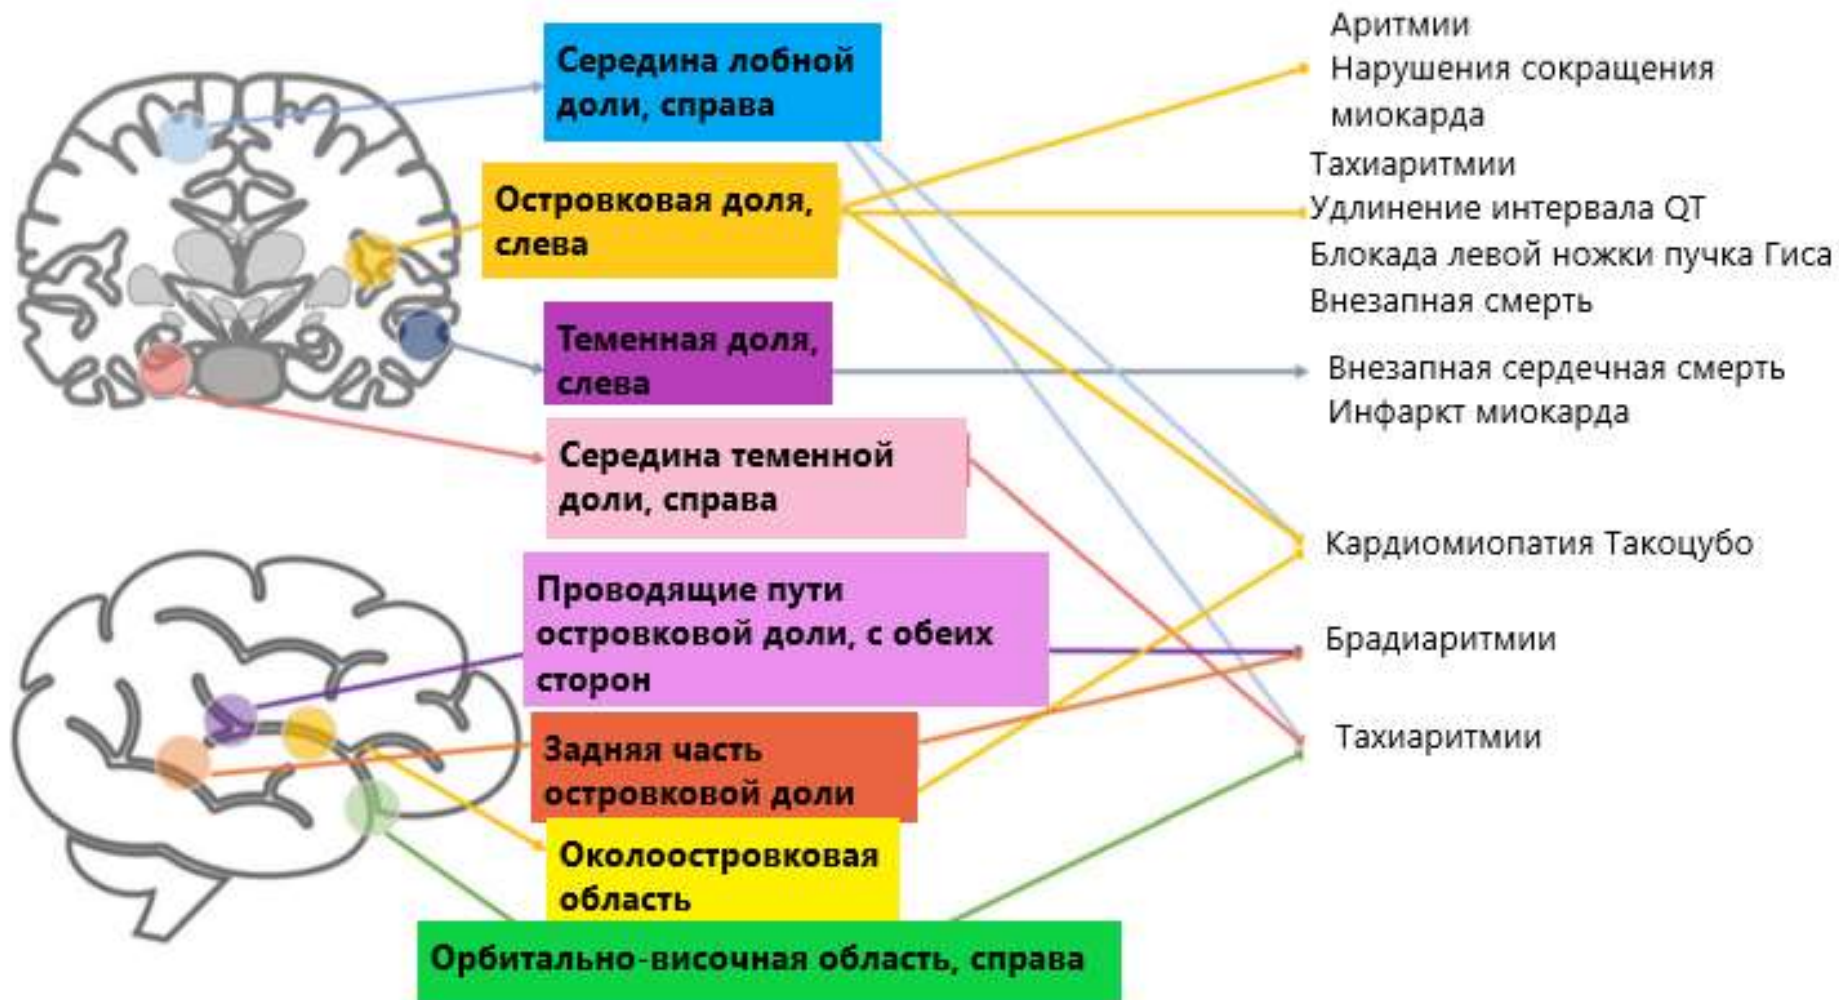 Середина лобной
доли, справа
Островковая доля,
слева
Теменная доля,
слева
Середина теменной
доли, справа
Проводящие пути
островковой доли, с обеих
сторон
Задняя часть
островковой доли
Околоостровковая
область
Орбитально-височная область, справа
Аритмии
Нарушения сокращения
миокарда
Тахиаритмии
Удлинение интервала QT
Блокада левой ножки пучка Гиса
Внезапная смерть
Внезапная сердечная смерть
Инфаркт миокарда
Кардиомиопатия Такоцубо
Брадиаритмии
Тахиаритмии